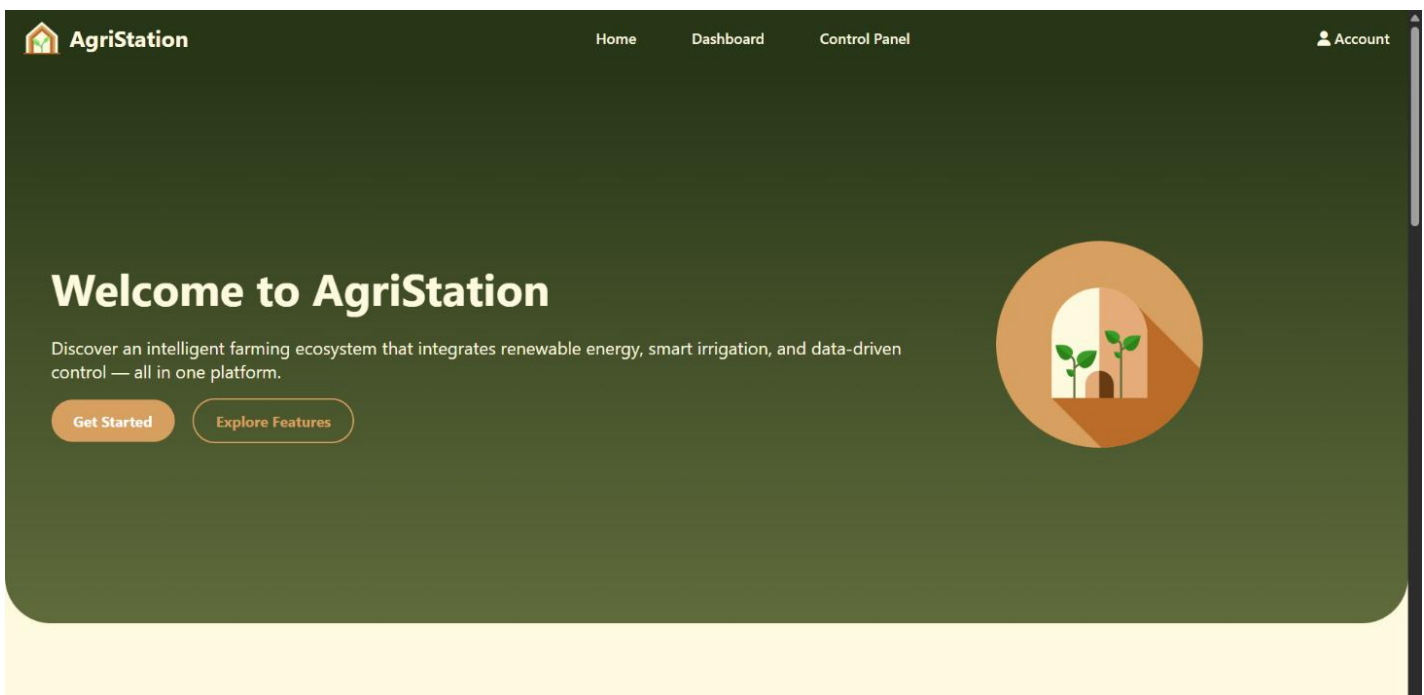 AgriStation
Home
Dashboard
Control Panel
Account
Welcome to AgriStation
Discover an intelligent farming ecosystem that integrates renewable energy, smart irrigation, and data-driven
control — all in one platform.
Get Started
Explore Features